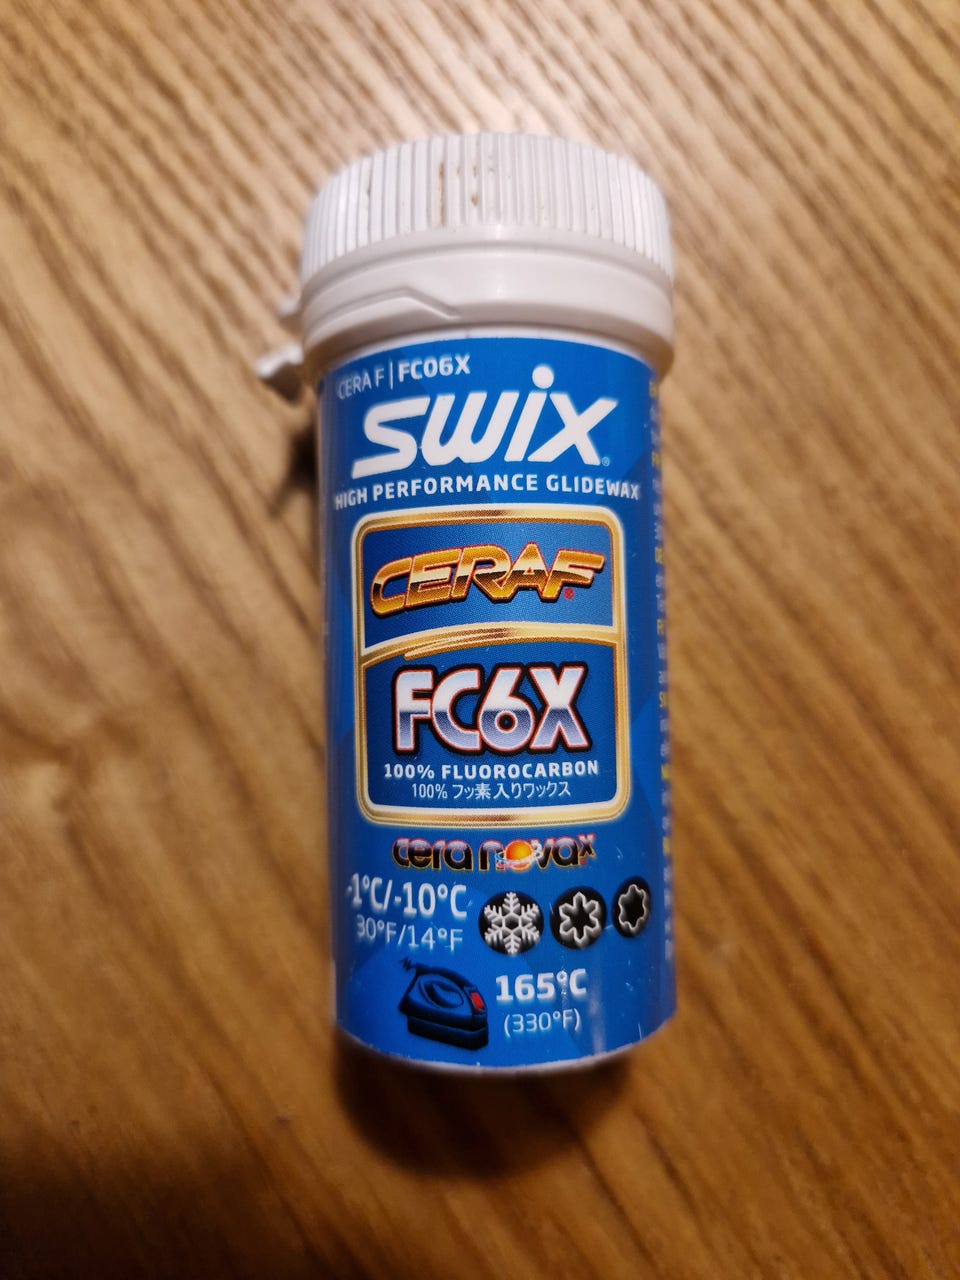 CERA F | FC06X
SWIX®
HIGH PERFORMANCE GLIDEWAX
CERAF®
FC6X
100% FLUOROCARBON
100% フッ素入りワックス
cera novax
-1°C/-10°C
30°F/14°F
165°C
(330°F)